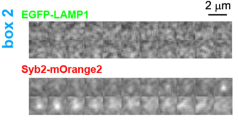 2 μm
EGFP-LAMP1
box 2
Syb2-mOrange2